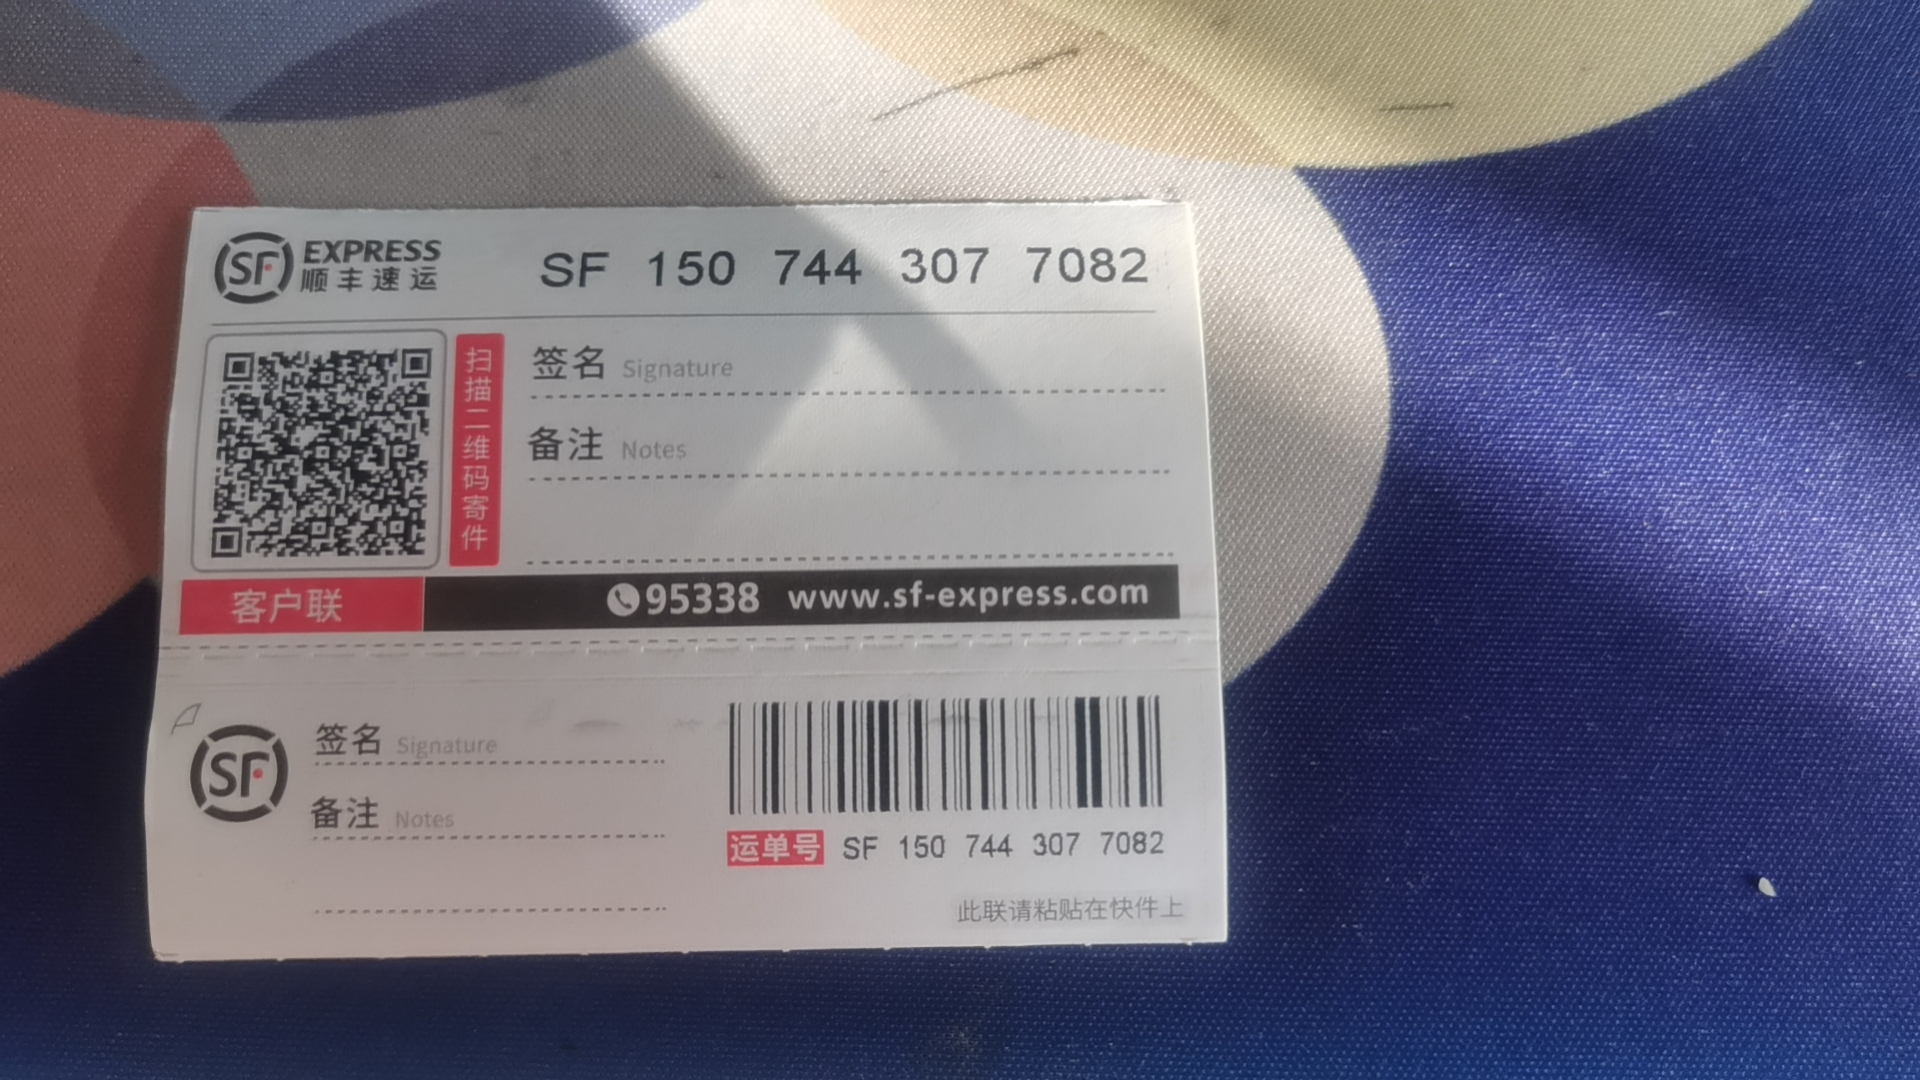 SF EXPRESS
顺丰速运
SF 150 744 307 7082
扫描二维码寄件
签名 Signature
备注 Notes
客户联
95338 www.sf-express.com
SF
签名 Signature
备注 Notes
运单号 SF 150 744 307 7082
此联请粘贴在快件上